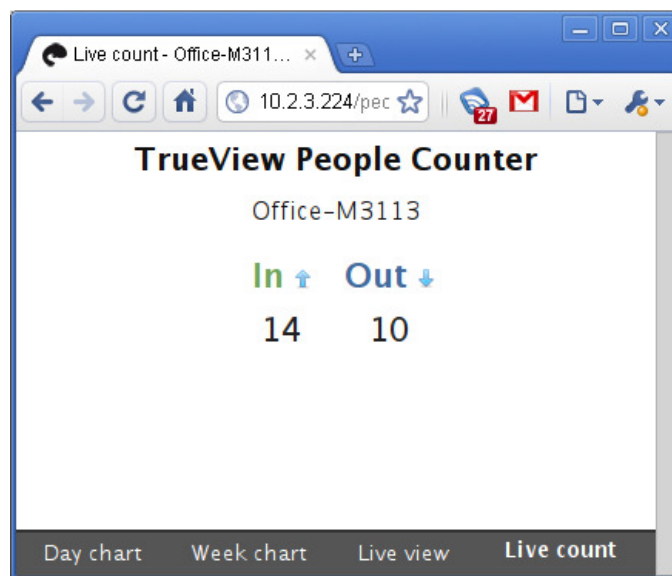 Live count - Office-M311...
10.2.3.224/pec
27
TrueView People Counter
Office-M3113
In Out
14 10
Day chart Week chart Live view Live count